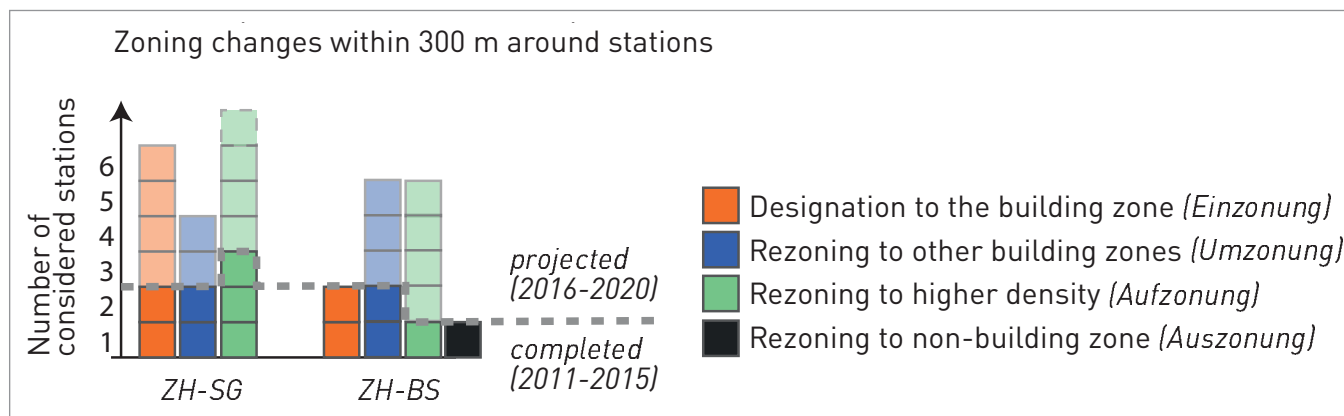 Zoning changes within 300 m around stations
Number of
considered stations
6
5
4
3
2
1
projected
(2016-2020)
completed
(2011-2015)
ZH-SG
ZH-BS
Designation to the building zone (Einzonung)
Rezoning to other building zones (Umzonung)
Rezoning to higher density (Aufzonung)
Rezoning to non-building zone (Auszonung)